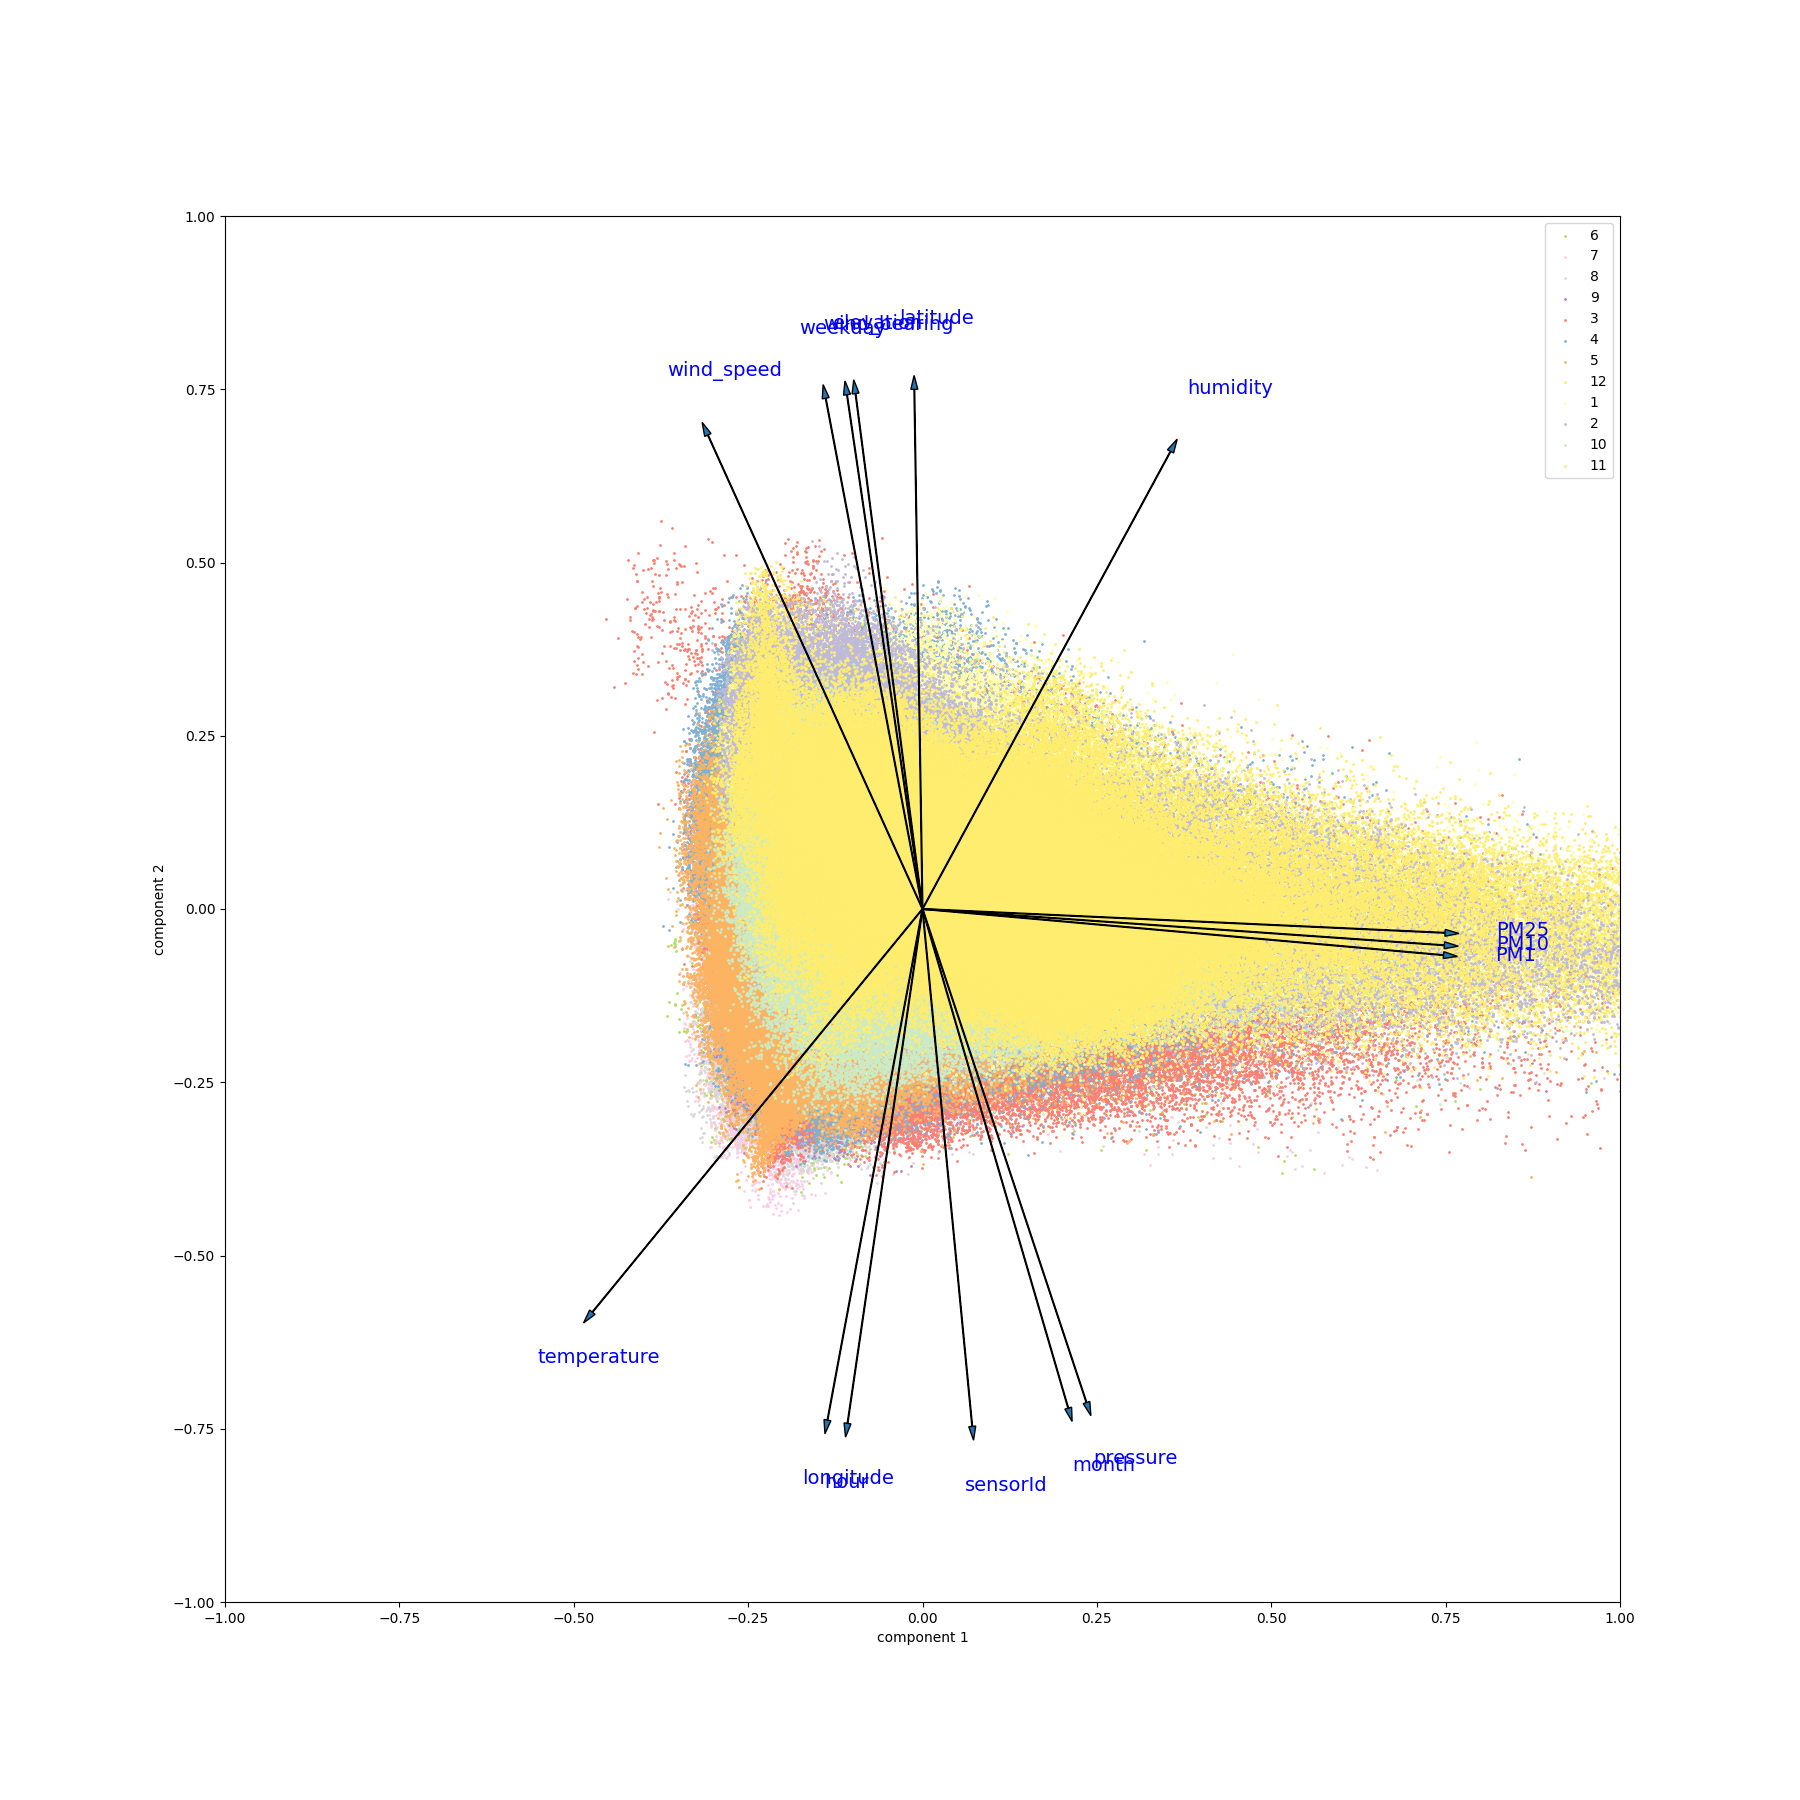 1.00
0.75
0.50
0.25
0.00
−0.25
−0.50
−0.75
−1.00
component 2
−1.00
−0.75
−0.50
−0.25
0.00
0.25
0.50
0.75
1.00
component 1
6
7
8
9
3
4
5
12
1
2
10
11
latitude
weekday
wind_speed
humidity
PM25
PM10
PM1
temperature
longitude
hour
sensorId
pressure
month